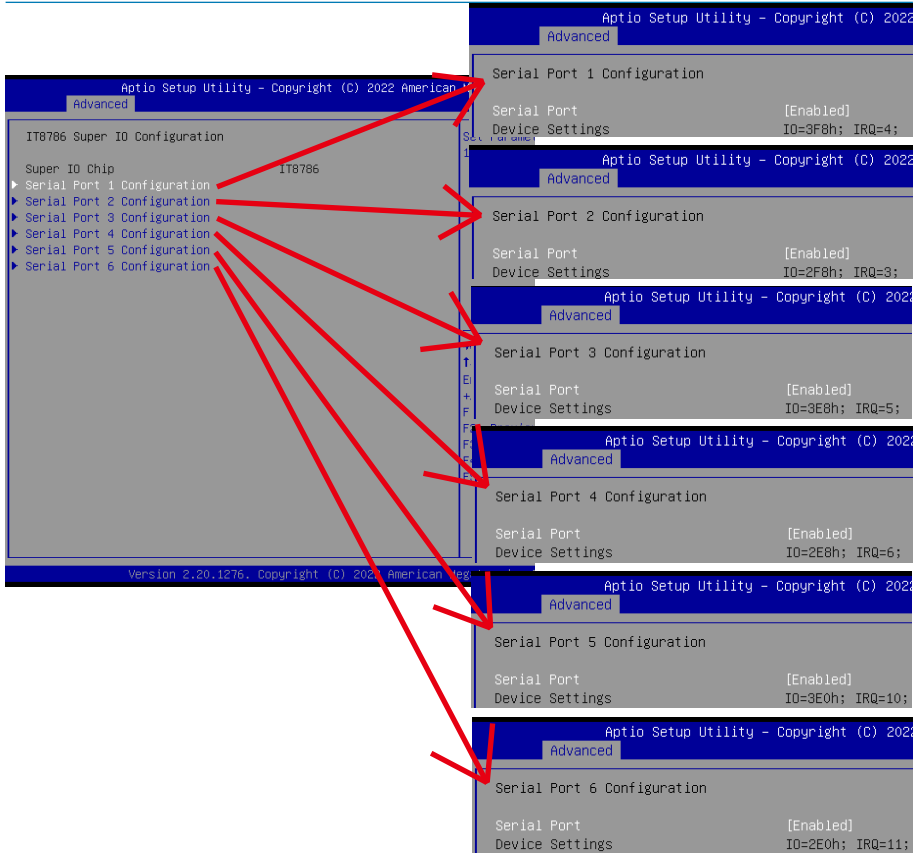 Aptio Setup Utility – Copyright (C) 2022 American
Advanced
IT8786 Super IO Configuration
Super IO Chip IT8786
Serial Port 1 Configuration
Serial Port 2 Configuration
Serial Port 3 Configuration
Serial Port 4 Configuration
Serial Port 5 Configuration
Serial Port 6 Configuration
Version 2.20.1276. Copyright (C) 2022 American
Aptio Setup Utility – Copyright (C) 2022
Advanced
Serial Port 1 Configuration
Serial Port [Enabled]
Device Settings IO=3F8h; IRQ=4;
Aptio Setup Utility – Copyright (C) 2022
Advanced
Serial Port 2 Configuration
Serial Port [Enabled]
Device Settings IO=2F8h; IRQ=3;
Aptio Setup Utility – Copyright (C) 2022
Advanced
Serial Port 3 Configuration
Serial Port [Enabled]
Device Settings IO=3E8h; IRQ=5;
Aptio Setup Utility – Copyright (C) 2022
Advanced
Serial Port 4 Configuration
Serial Port [Enabled]
Device Settings IO=2E8h; IRQ=6;
Aptio Setup Utility – Copyright (C) 2022
Advanced
Serial Port 5 Configuration
Serial Port [Enabled]
Device Settings IO=3E0h; IRQ=10;
Aptio Setup Utility – Copyright (C) 2022
Advanced
Serial Port 6 Configuration
Serial Port [Enabled]
Device Settings IO=2E0h; IRQ=11;